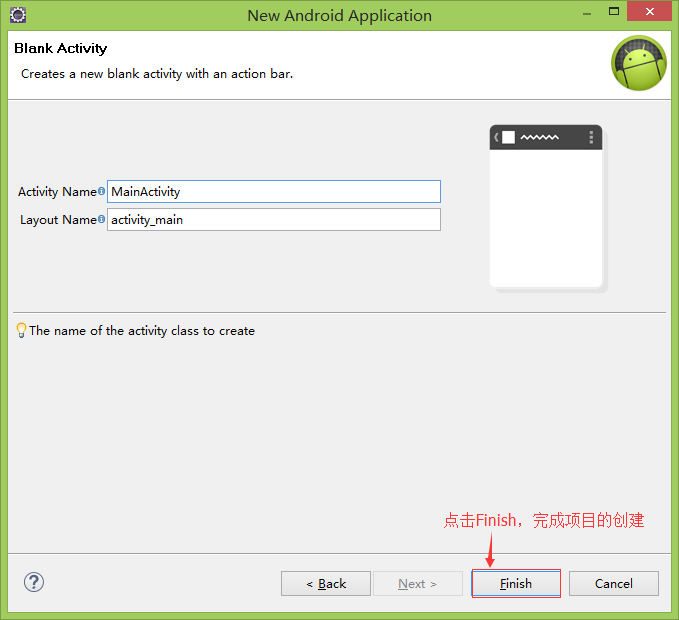 New Android Application
Blank Activity
Creates a new blank activity with an action bar.
Activity Name MainActivity
Layout Name activity_main
The name of the activity class to create
点击Finish，完成项目的创建
? < Back Next > Finish Cancel